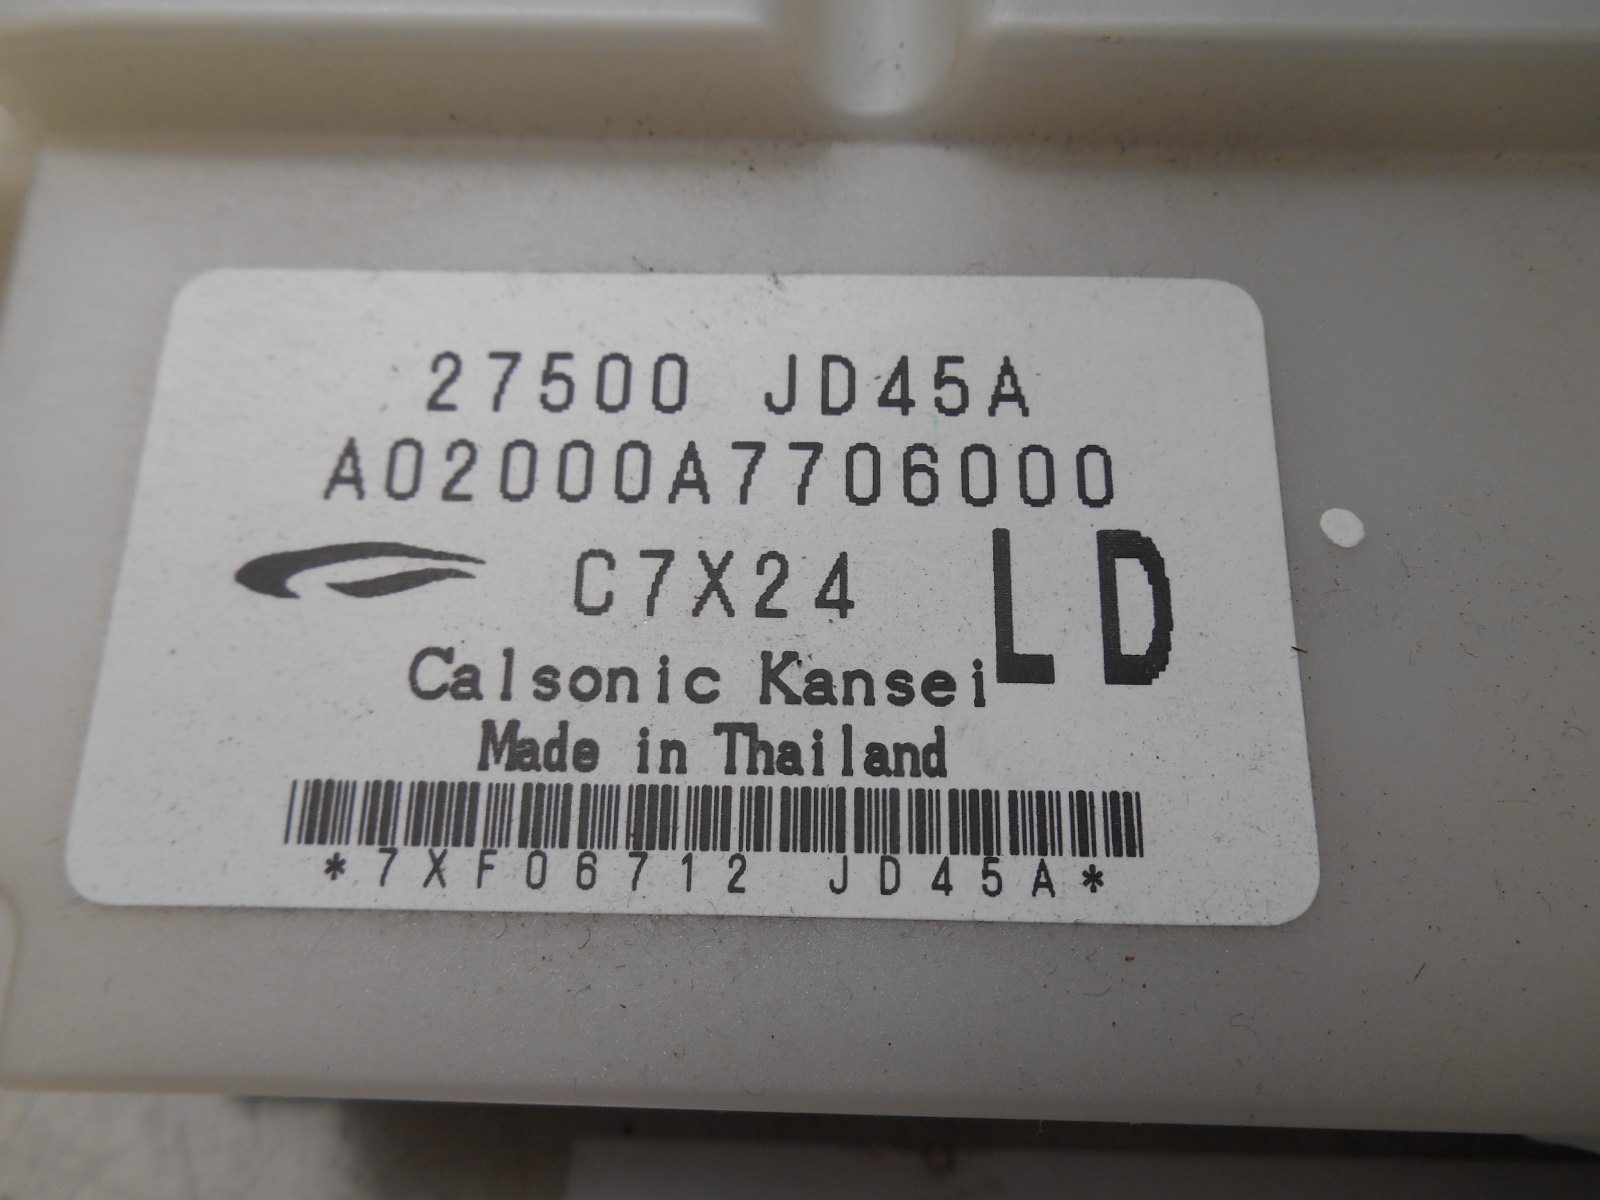 27500 JD45A
A02000A7706000
C7X24 LD
Calsonic Kansei
Made in Thailand
*7XF06712 JD45A*